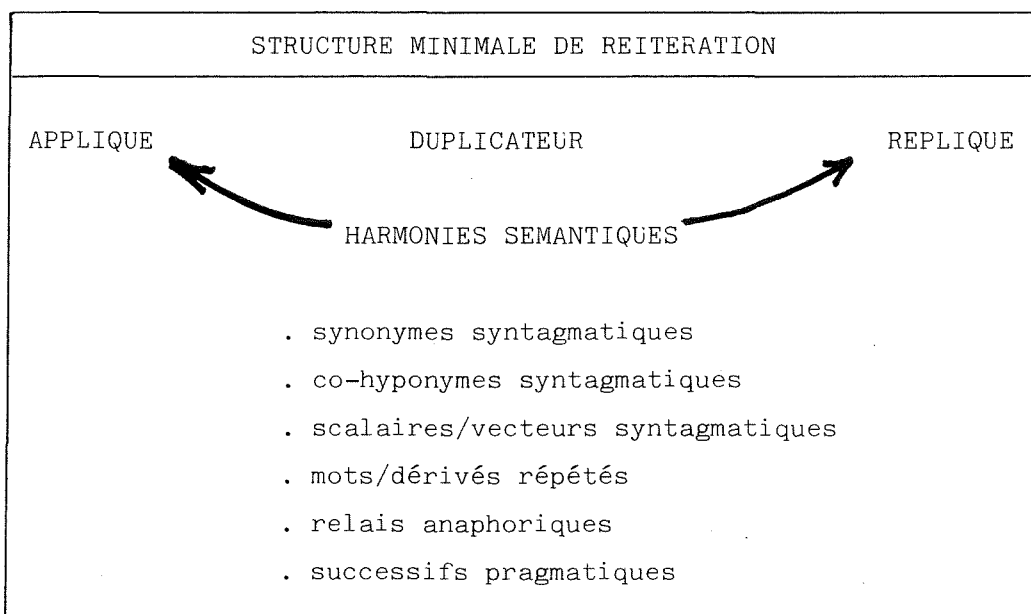 STRUCTURE MINIMALE DE REITERATION
APPLIQUE DUPLICATEUR REPLIQUE
HARMONIES SEMANTIQUES
. synonymes syntagmatiques
. co-hyponymes syntagmatiques
. scalaires/vecteurs syntagmatiques
. mots/dérivés répétés
. relais anaphoriques
. successifs pragmatiques